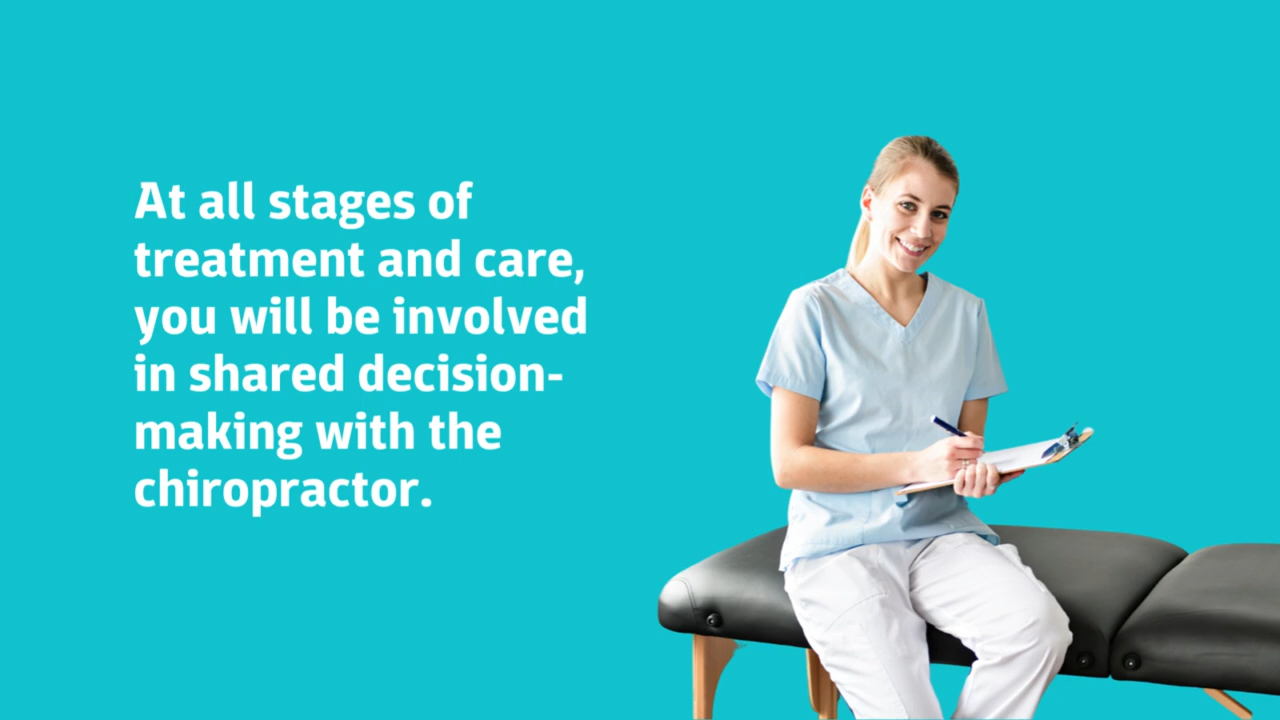 At all stages of
treatment and care,
you will be involved
in shared decision-
making with the
chiropractor.